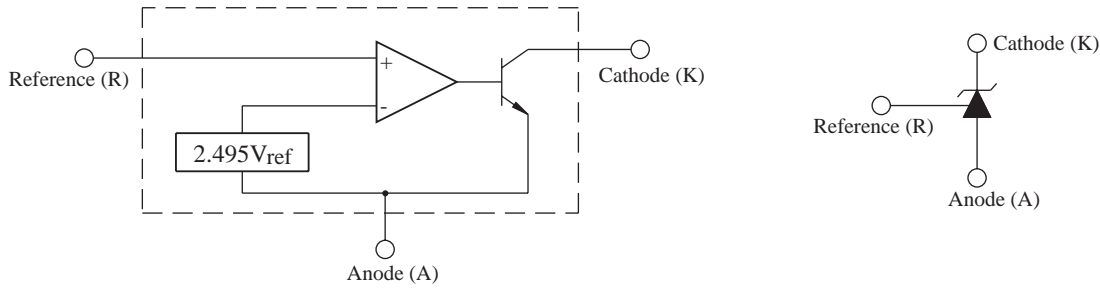 Reference (R)
+
-
2.495Vref
Cathode (K)
Anode (A)
Cathode (K)
Reference (R)
Anode (A)